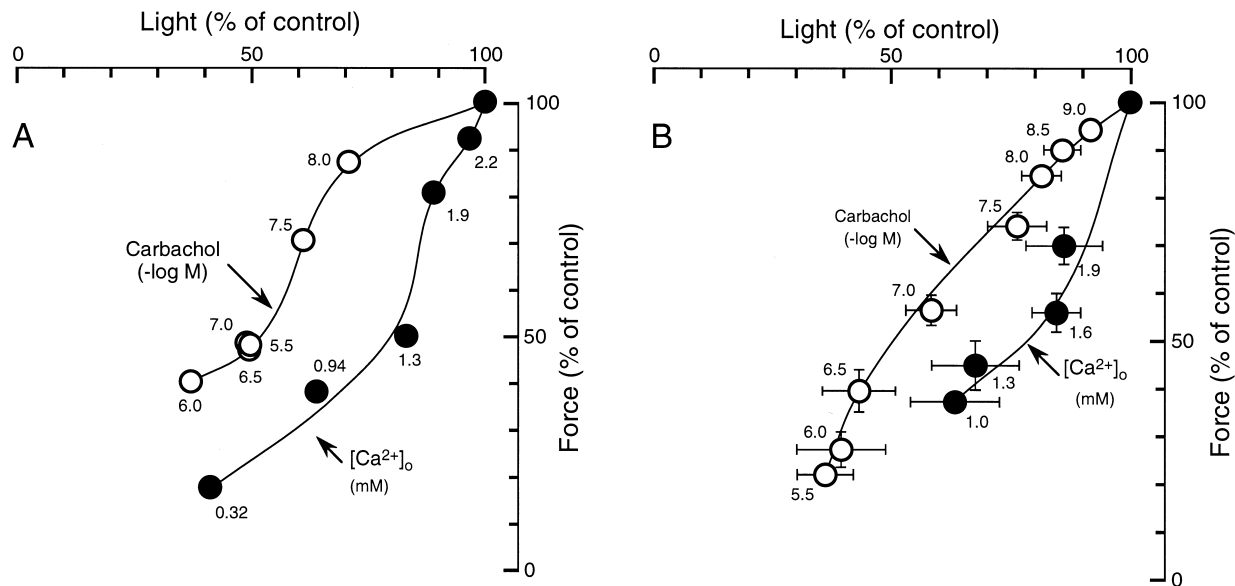 Light (% of control)
0 50 100
A
100
2.2
8.0
1.9
7.5
Carbachol
(-log M)
7.0
5.5
6.5
6.0
50
1.3
0.94
[Ca²⁺]ₒ
(mM)
0.32
0
Force (% of control)
Light (% of control)
0 50 100
B
100
9.0
8.5
8.0
7.5
Carbachol
(-log M)
1.9
7.0
1.6
50
6.5
1.3
[Ca²⁺]ₒ
(mM)
1.0
6.0
5.5
0
Force (% of control)